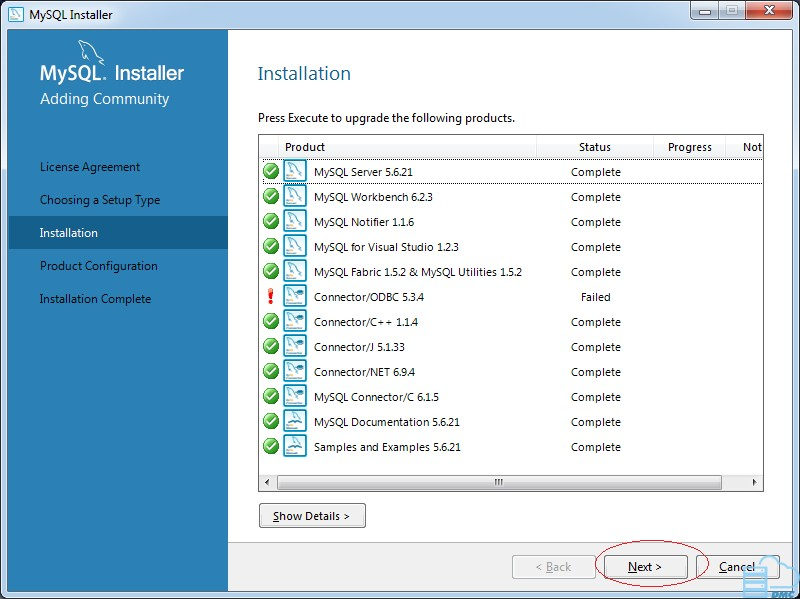 MySQL Installer
MySQL. Installer
Adding Community
License Agreement
Choosing a Setup Type
Installation
Product Configuration
Installation Complete
Installation
Press Execute to upgrade the following products.
Product Status Progress Not
MySQL Server 5.6.21 Complete
MySQL Workbench 6.2.3 Complete
MySQL Notifier 1.1.6 Complete
MySQL for Visual Studio 1.2.3 Complete
MySQL Fabric 1.5.2 & MySQL Utilities 1.5.2 Complete
Connector/ODBC 5.3.4 Failed
Connector/C++ 1.1.4 Complete
Connector/J 5.1.33 Complete
Connector/NET 6.9.4 Complete
MySQL Connector/C 6.1.5 Complete
MySQL Documentation 5.6.21 Complete
Samples and Examples 5.6.21 Complete
Show Details >
< Back Next > Cancel
DMC